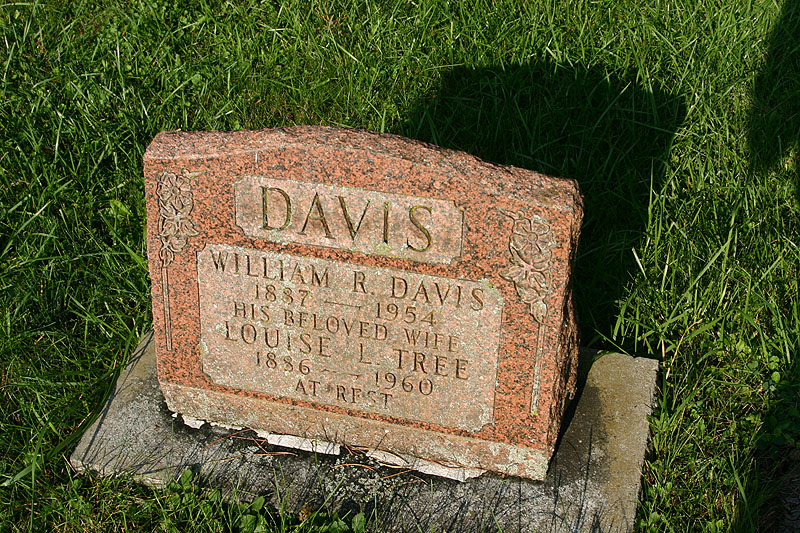 DAVIS
WILLIAM R. DAVIS
1887 — 1954
HIS BELOVED WIFE
LOUISE L. TREE
1886 — 1960
AT REST